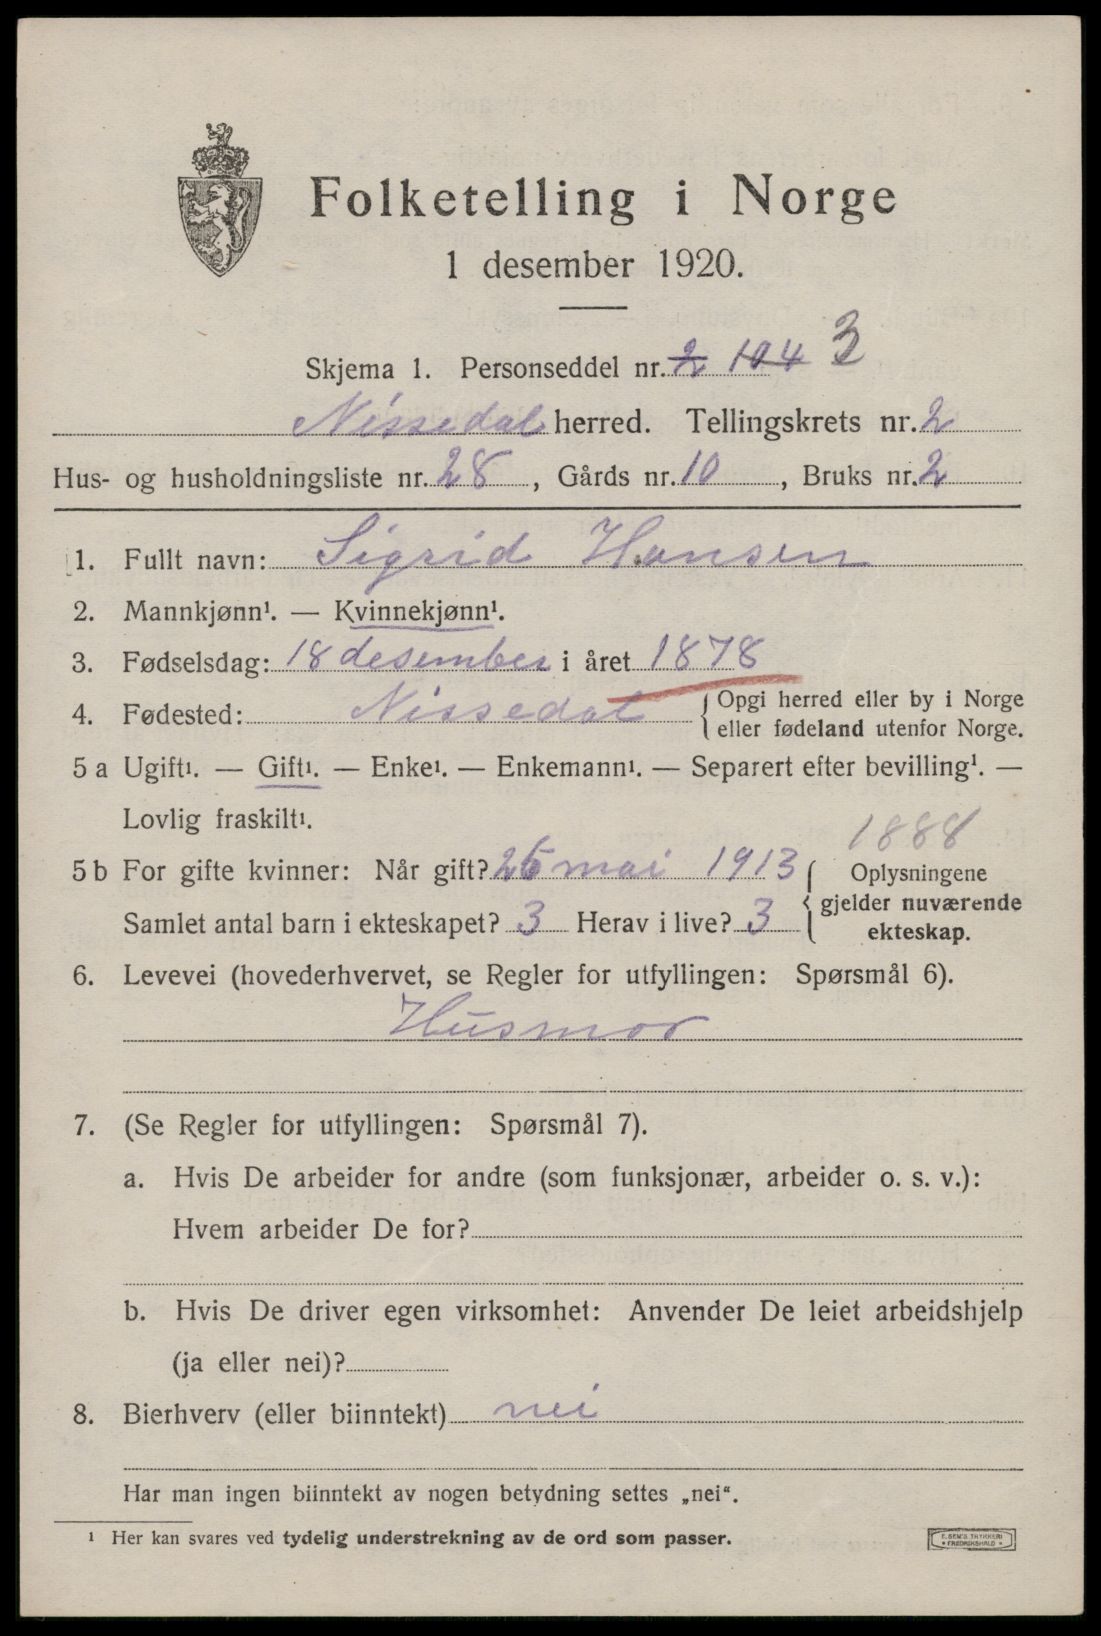 Folketelling i Norge
1 desember 1920.
Skjema 1. Personseddel nr. 2 104 3
Nissedal herred. Tellingskrets nr. 2
Hus- og husholdningsliste nr. 28, Gårds nr. 10, Bruks nr. 2
1. Fullt navn: Sigrid Hansen
2. Mannkjønn¹. — Kvinnekjønn¹.
3. Fødselsdag: 18 desember i året 1878
4. Fødested: Nissedal { Opgi herred eller by i Norge
eller fødeland utenfor Norge.
5 a Ugift¹. — Gift¹. — Enke¹. — Enkemann¹. — Separert efter bevilling¹. —
Lovlig fraskilt¹.
1888
5 b For gifte kvinner: Når gift? 26 mai 1913 { Oplysningene
gjelder nuværende
ekteskap.
Samlet antal barn i ekteskapet? 3 Herav i live? 3
6. Levevei (hovederhvervet, se Regler for utfyllingen: Spørsmål 6).
Husmor
7. (Se Regler for utfyllingen: Spørsmål 7).
a. Hvis De arbeider for andre (som funksjonær, arbeider o. s. v.):
Hvem arbeider De for?
b. Hvis De driver egen virksomhet: Anvender De leiet arbeidshjelp
(ja eller nei)?
8. Bierhverv (eller biinntekt) nei
Har man ingen biinntekt av nogen betydning settes „nei“.
¹ Her kan svares ved tydelig understrekning av de ord som passer.
E. SEM'S TRYKKERI
• FREDRIKSHALD •